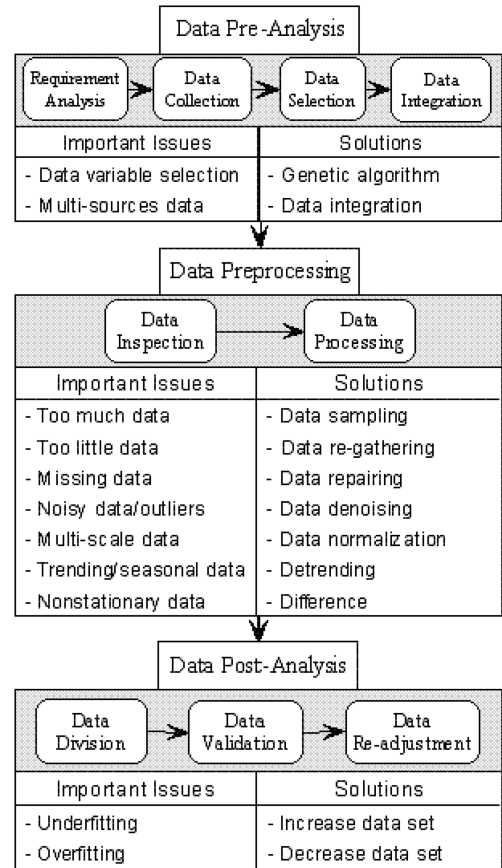 Data Pre-Analysis
Requirement
Analysis
Data
Collection
Data
Selection
Data
Integration
Important Issues
Solutions
- Data variable selection
- Genetic algorithm
- Multi-sources data
- Data integration
Data Preprocessing
Data
Inspection
Data
Processing
Important Issues
Solutions
- Too much data
- Data sampling
- Too little data
- Data re-gathering
- Missing data
- Data repairing
- Noisy data/outliers
- Data denoising
- Multi-scale data
- Data normalization
- Trending/seasonal data
- Detrending
- Nonstationary data
- Difference
Data Post-Analysis
Data
Division
Data
Validation
Data
Re-adjustment
Important Issues
Solutions
- Underfitting
- Increase data set
- Overfitting
- Decrease data set